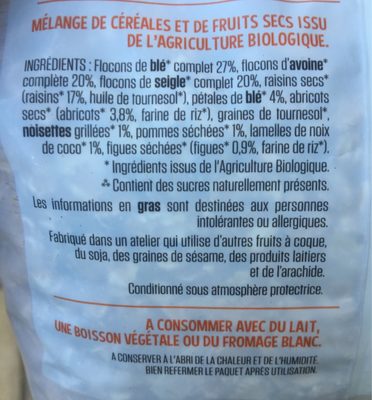 MÉLANGE DE CÉRÉALES ET DE FRUITS SECS ISSU
DE L'AGRICULTURE BIOLOGIQUE.
INGRÉDIENTS : Flocons de blé* complet 27%, flocons d'avoine*
complète 20%, flocons de seigle* complet 20%, raisins secs*
(raisins* 17%, huile de tournesol*), pétales de blé* 4%, abricots
secs* (abricots* 3,8%, farine de riz*), graines de tournesol*,
noisettes grillées* 1%, pommes séchées* 1%, lamelles de noix
de coco* 1%, figues séchées* (figues* 0,9%, farine de riz*).
* Ingrédients issus de l'Agriculture Biologique.
⁂ Contient des sucres naturellement présents.
Les informations en gras sont destinées aux personnes
intolérantes ou allergiques.
Fabriqué dans un atelier qui utilise d'autres fruits à coque,
du soja, des graines de sésame, des produits laitiers
et de l'arachide.
Conditionné sous atmosphère protectrice.
A CONSOMMER AVEC DU LAIT,
UNE BOISSON VÉGÉTALE OU DU FROMAGE BLANC.
A CONSERVER À L'ABRI DE LA CHALEUR ET DE L'HUMIDITÉ.
BIEN REFERMER LE PAQUET APRÈS UTILISATION.